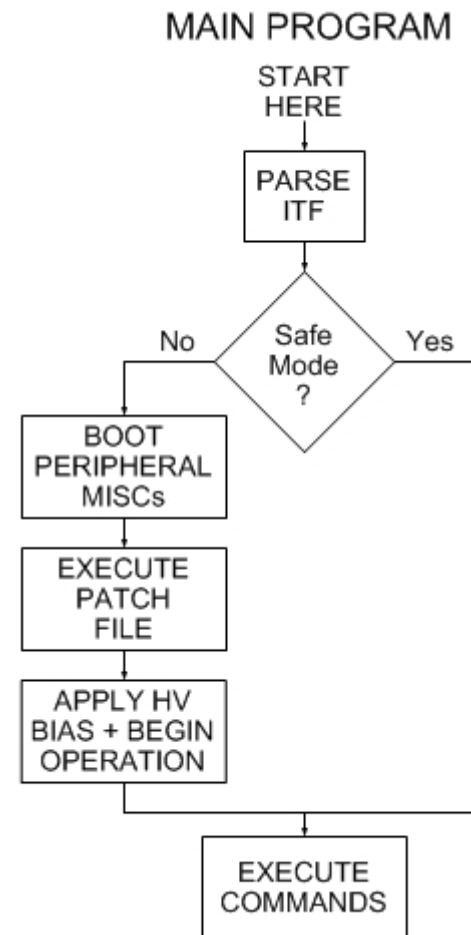 MAIN PROGRAM
START
HERE
PARSE
ITF
Safe
Mode
?
No
Yes
BOOT
PERIPHERAL
MISCs
EXECUTE
PATCH
FILE
APPLY HV
BIAS + BEGIN
OPERATION
EXECUTE
COMMANDS